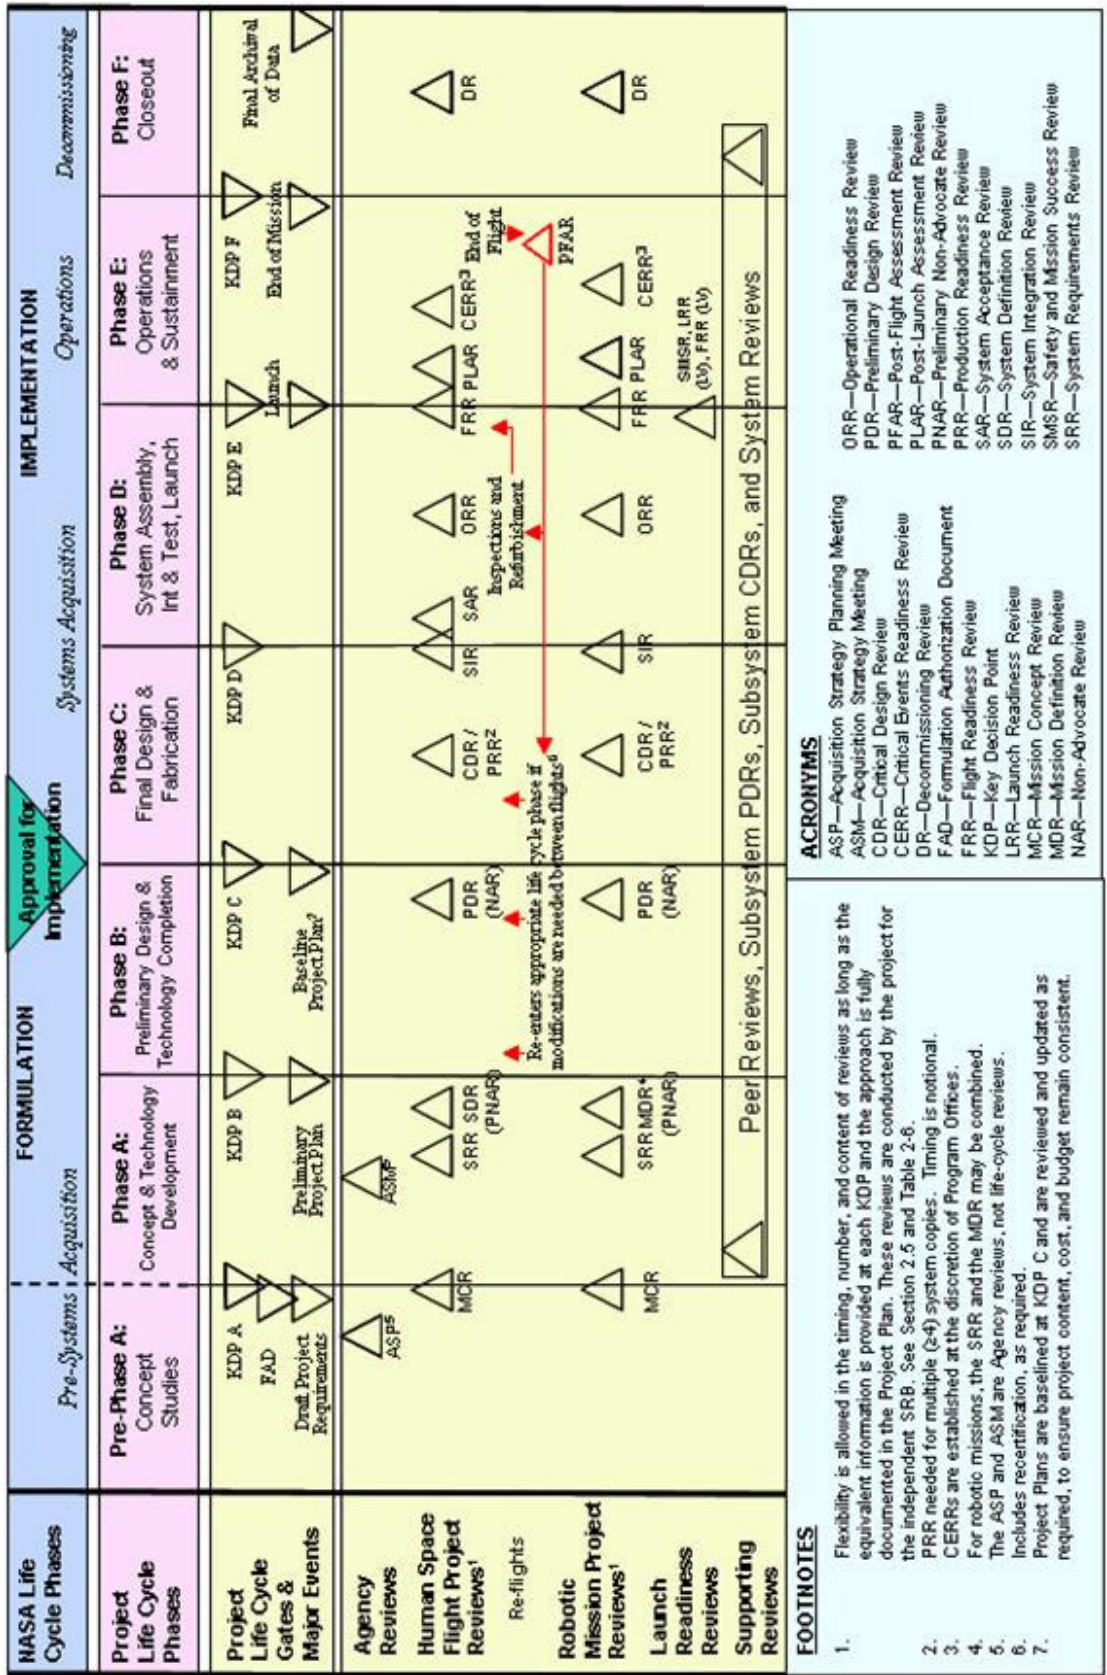 NASA Life
Cycle Phases
FORMULATION
Approval for
Implementation
IMPLEMENTATION
Pre-Systems Acquisition
Systems Acquisition
Operations
Decommissioning
Project
Life Cycle
Phases
Pre-Phase A:
Concept
Studies
Phase A:
Concept & Technology
Development
Phase B:
Preliminary Design &
Technology Completion
Phase C:
Final Design &
Fabrication
Phase D:
System Assembly,
Int & Test, Launch
Phase E:
Operations
& Sustainment
Phase F:
Closeout
Project
Life Cycle
Gates &
Major Events
KDP A
FAD
Draft Project
Requirements
KDP B
Preliminary
Project Plan
KDP C
Baseline
Project Plan⁷
KDP D
KDP E
Launch
KDP F
End of Mission
Final Archival
of Data
Agency
Reviews
ASP⁵
ASM⁵
Human Space
Flight Project
Reviews¹
MCR
SRR SDR
(PNAR)
PDR
(NAR)
CDR /
PRR²
SIR
SAR
ORR
FRR PLAR CERR³
End of
Flight
DR
Re-flights
Re-enters appropriate life cycle phase if
modifications are needed between flights⁶
Inspections and
Refurbishment
PFAR
Robotic
Mission Project
Reviews¹
MCR
SRR MDR⁴
(PNAR)
PDR
(NAR)
CDR /
PRR²
SIR
ORR
FRR PLAR
CERR³
DR
Launch
Readiness
Reviews
SMSR, LRR
(LV), FRR (LV)
Supporting
Reviews
Peer Reviews, Subsystem PDRs, Subsystem CDRs, and System Reviews
FOOTNOTES
1. Flexibility is allowed in the timing, number, and content of reviews as long as the
equivalent information is provided at each KDP and the approach is fully
documented in the Project Plan. These reviews are conducted by the project for
the independent SRB. See Section 2.5 and Table 2-6.
2. PRR needed for multiple (≥4) system copies. Timing is notional.
3. CERRs are established at the discretion of Program Offices.
4. For robotic missions, the SRR and the MDR may be combined.
5. The ASP and ASM are Agency reviews, not life-cycle reviews.
6. Includes recertification, as required.
7. Project Plans are baselined at KDP C and are reviewed and updated as
required, to ensure project content, cost, and budget remain consistent.
ACRONYMS
ASP—Acquisition Strategy Planning Meeting
ASM—Acquisition Strategy Meeting
CDR—Critical Design Review
CERR—Critical Events Readiness Review
DR—Decommissioning Review
FAD—Formulation Authorization Document
FRR—Flight Readiness Review
KDP—Key Decision Point
LRR—Launch Readiness Review
MCR—Mission Concept Review
MDR—Mission Definition Review
NAR—Non-Advocate Review
ORR—Operational Readiness Review
PDR—Preliminary Design Review
PFAR—Post-Flight Assessment Review
PLAR—Post-Launch Assessment Review
PNAR—Preliminary Non-Advocate Review
PRR—Production Readiness Review
SAR—System Acceptance Review
SDR—System Definition Review
SIR—System Integration Review
SMSR—Safety and Mission Success Review
SRR—System Requirements Review